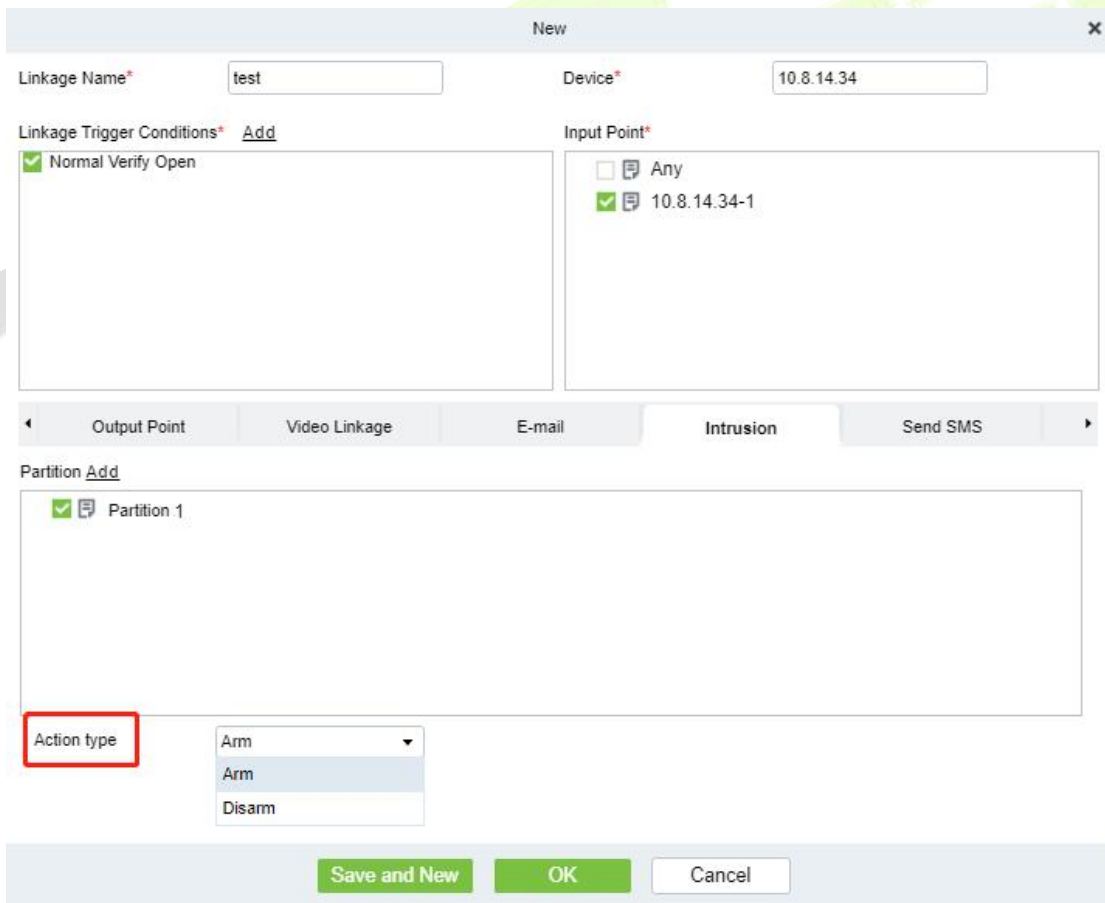 New
Linkage Name* test Device* 10.8.14.34
Linkage Trigger Conditions* Add Input Point*
Normal Verify Open
Any
10.8.14.34-1
Output Point Video Linkage E-mail Intrusion Send SMS
Partition Add
Partition 1
Action type Arm
Arm
Disarm
Save and New OK Cancel